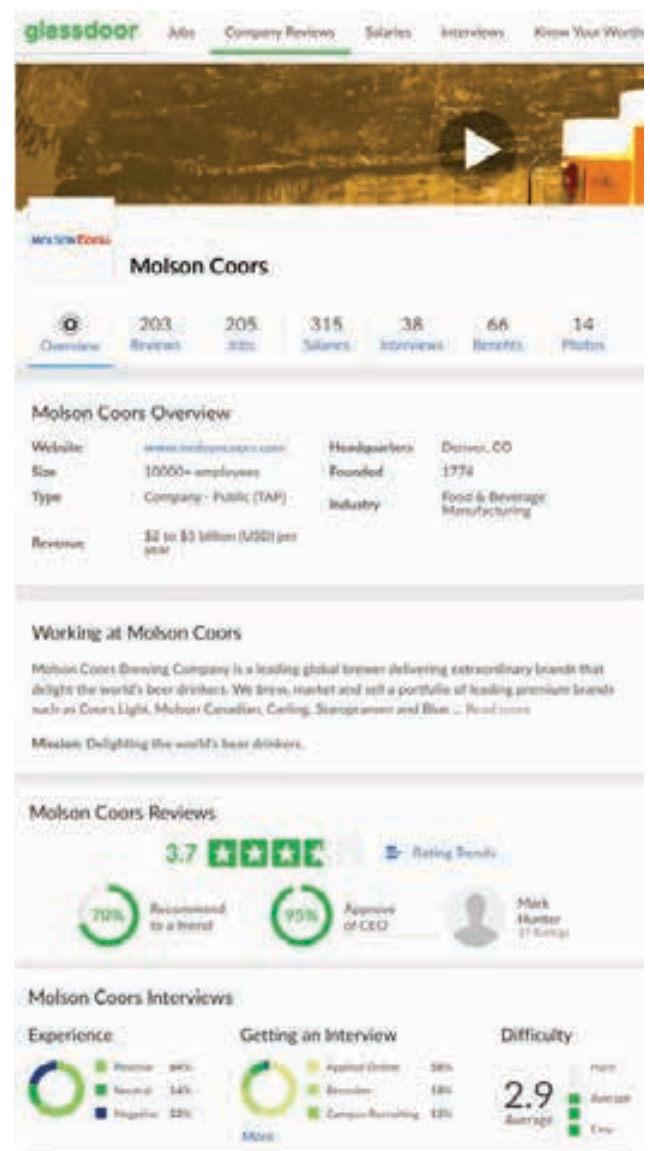 glassdoor Jobs Company Reviews Salaries Interviews Know Your Worth
MOLSON Coors
Molson Coors
203 205 315 38 66 14
Overview Reviews Jobs Salaries Interviews Benefits Photos
Molson Coors Overview
Website www.molsoncoors.com Headquarters Denver, CO
Size 10000+ employees Founded 1774
Type Company - Public (TAP) Industry Food & Beverage
Manufacturing
Revenue $2 to $5 billion (USD) per
year
Working at Molson Coors
Molson Coors Brewing Company is a leading global brewer delivering extraordinary brands that
delight the world's beer drinkers. We brew, market and sell a portfolio of leading premium brands
such as Coors Light, Molson Canadian, Carling, Staropramen and Blue ... Read more
Mission: Delighting the world's beer drinkers.
Molson Coors Reviews
3.7 Rating Trends
70% Recommend
to a friend
95% Approve
of CEO
Mark
Hunter
Ratings
Molson Coors Interviews
Experience Getting an Interview Difficulty
Positive Applied Online Hard
Neutral Recruiter 2.9 Average
Negative Campus Recruiting Average Easy
More